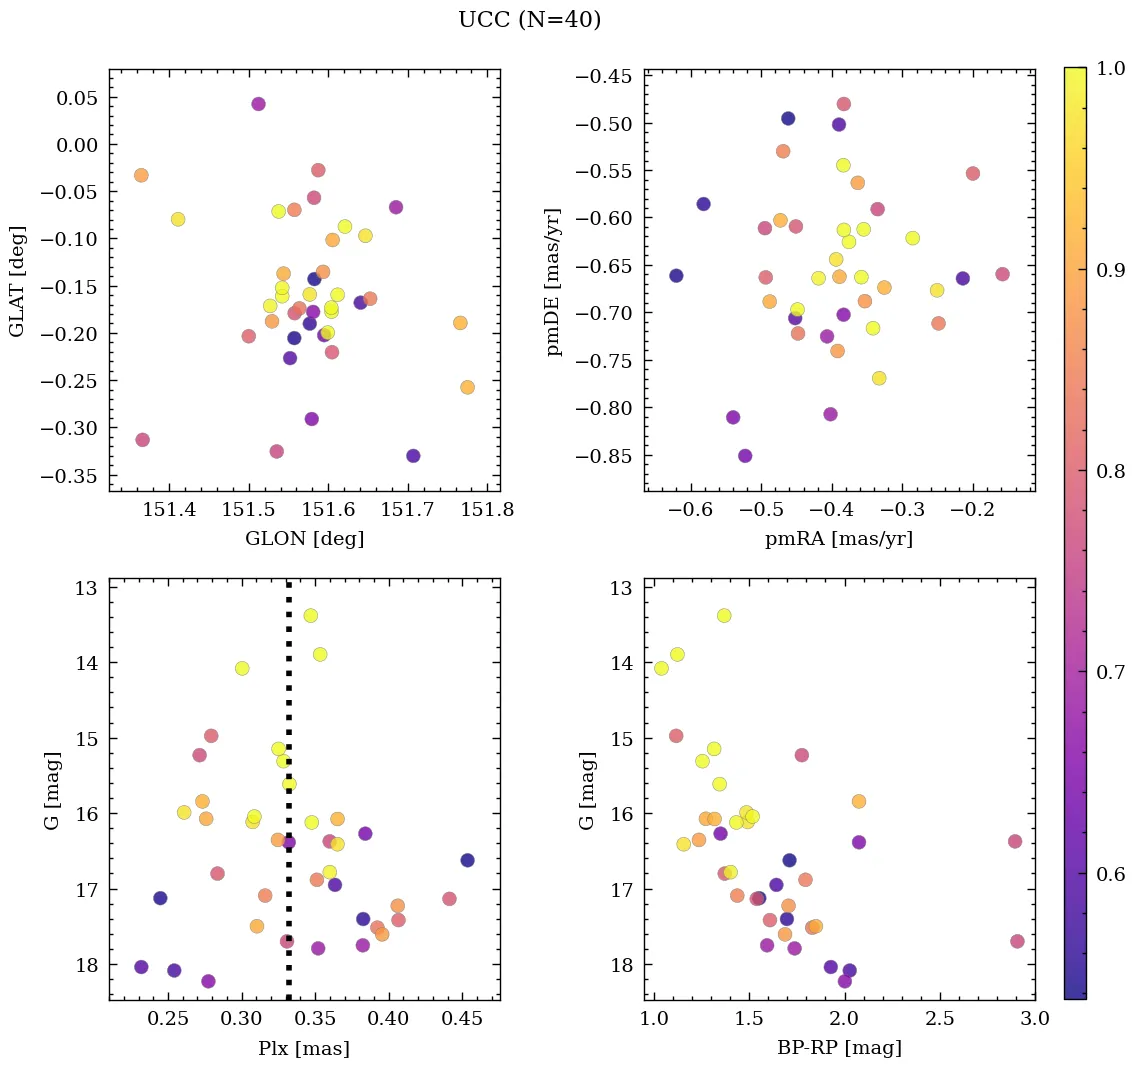 UCC (N=40)
0.05
0.00
−0.05
−0.10
−0.15
−0.20
−0.25
−0.30
−0.35
GLAT [deg]
151.4 151.5 151.6 151.7 151.8
GLON [deg]
−0.45
−0.50
−0.55
−0.60
−0.65
−0.70
−0.75
−0.80
−0.85
pmDE [mas/yr]
−0.6 −0.5 −0.4 −0.3 −0.2
pmRA [mas/yr]
1.0
0.9
0.8
0.7
0.6
13
14
15
16
17
18
G [mag]
0.25 0.30 0.35 0.40 0.45
Plx [mas]
13
14
15
16
17
18
G [mag]
1.0 1.5 2.0 2.5 3.0
BP-RP [mag]